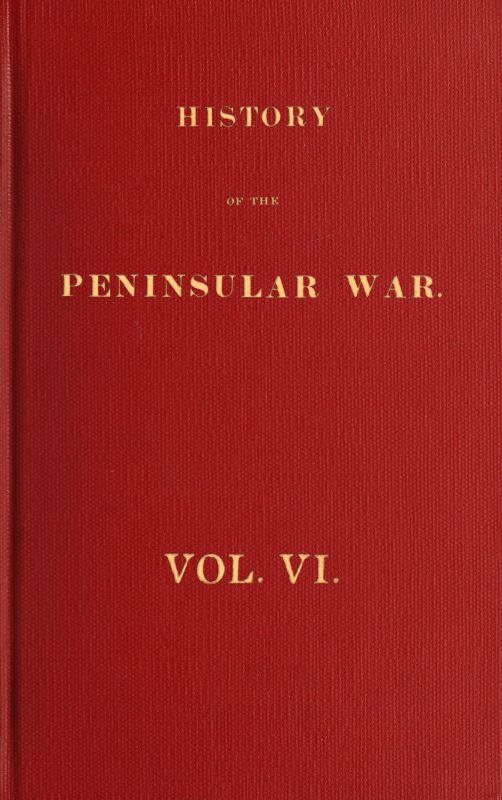 HISTORY
OF THE
PENINSULAR WAR.
VOL. VI.